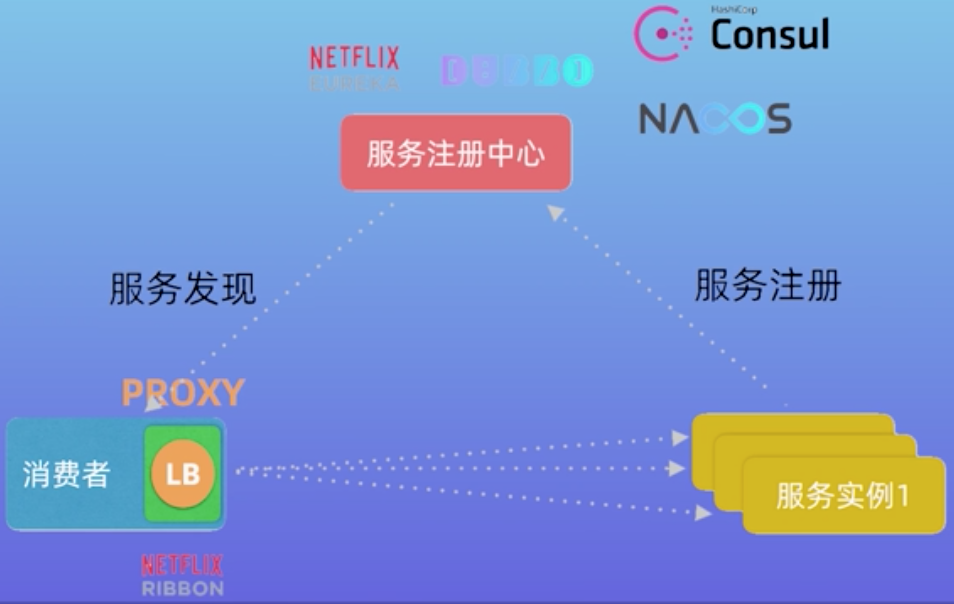 HashiCorp
Consul
NETFLIX
EUREKA
DUBBO
NACOS
服务注册中心
服务发现
服务注册
PROXY
消费者
LB
服务实例1
NETFLIX
RIBBON